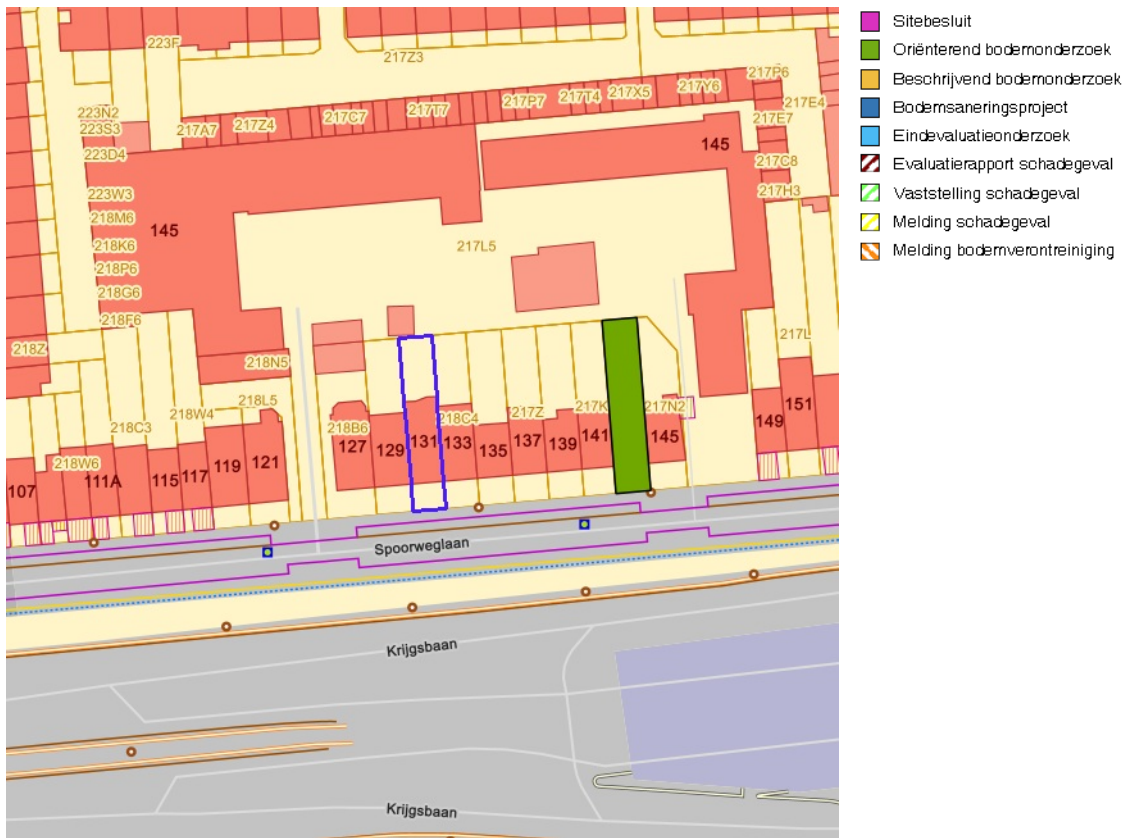 223F
217Z3
217P6
217X5
217Y6
217T4
217P7
217E4
217T7
217C7
223N2
217E7
217Z4
223S3
217A7
145
223D4
217C8
217H3
223W3
218M6
145
218K6
217L5
218P6
218G6
218F6
217L
218Z
218N5
218L5
217K
217N2
218W4
217Z
218C4
218C3
218B6
151
149
145
141
139
137
135
133
131
129
127
121
119
117
115
218W6
111A
107
Spoorweglaan
Krijgsbaan
Krijgsbaan
Sitebesluit
Oriënterend bodemonderzoek
Beschrijvend bodemonderzoek
Bodemsaneringsproject
Eindevaluatieonderzoek
Evaluatierapport schadegeval
Vaststelling schadegeval
Melding schadegeval
Melding bodemverontreiniging